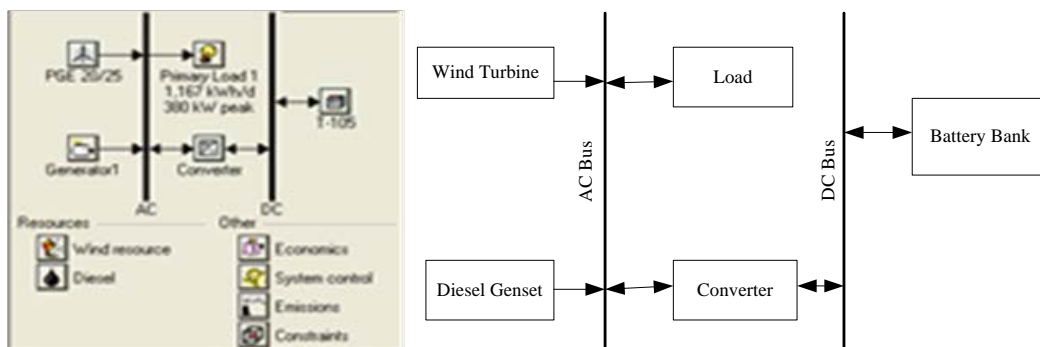 PGE 20/25
Primary Load 1
1,167 kWh/d
380 kW peak
T-105
Generator1
Converter
AC
DC
Resources
Other
Wind resource
Economics
Diesel
System control
Emissions
Constraints
Wind Turbine
Load
AC Bus
DC Bus
Battery Bank
Diesel Genset
Converter